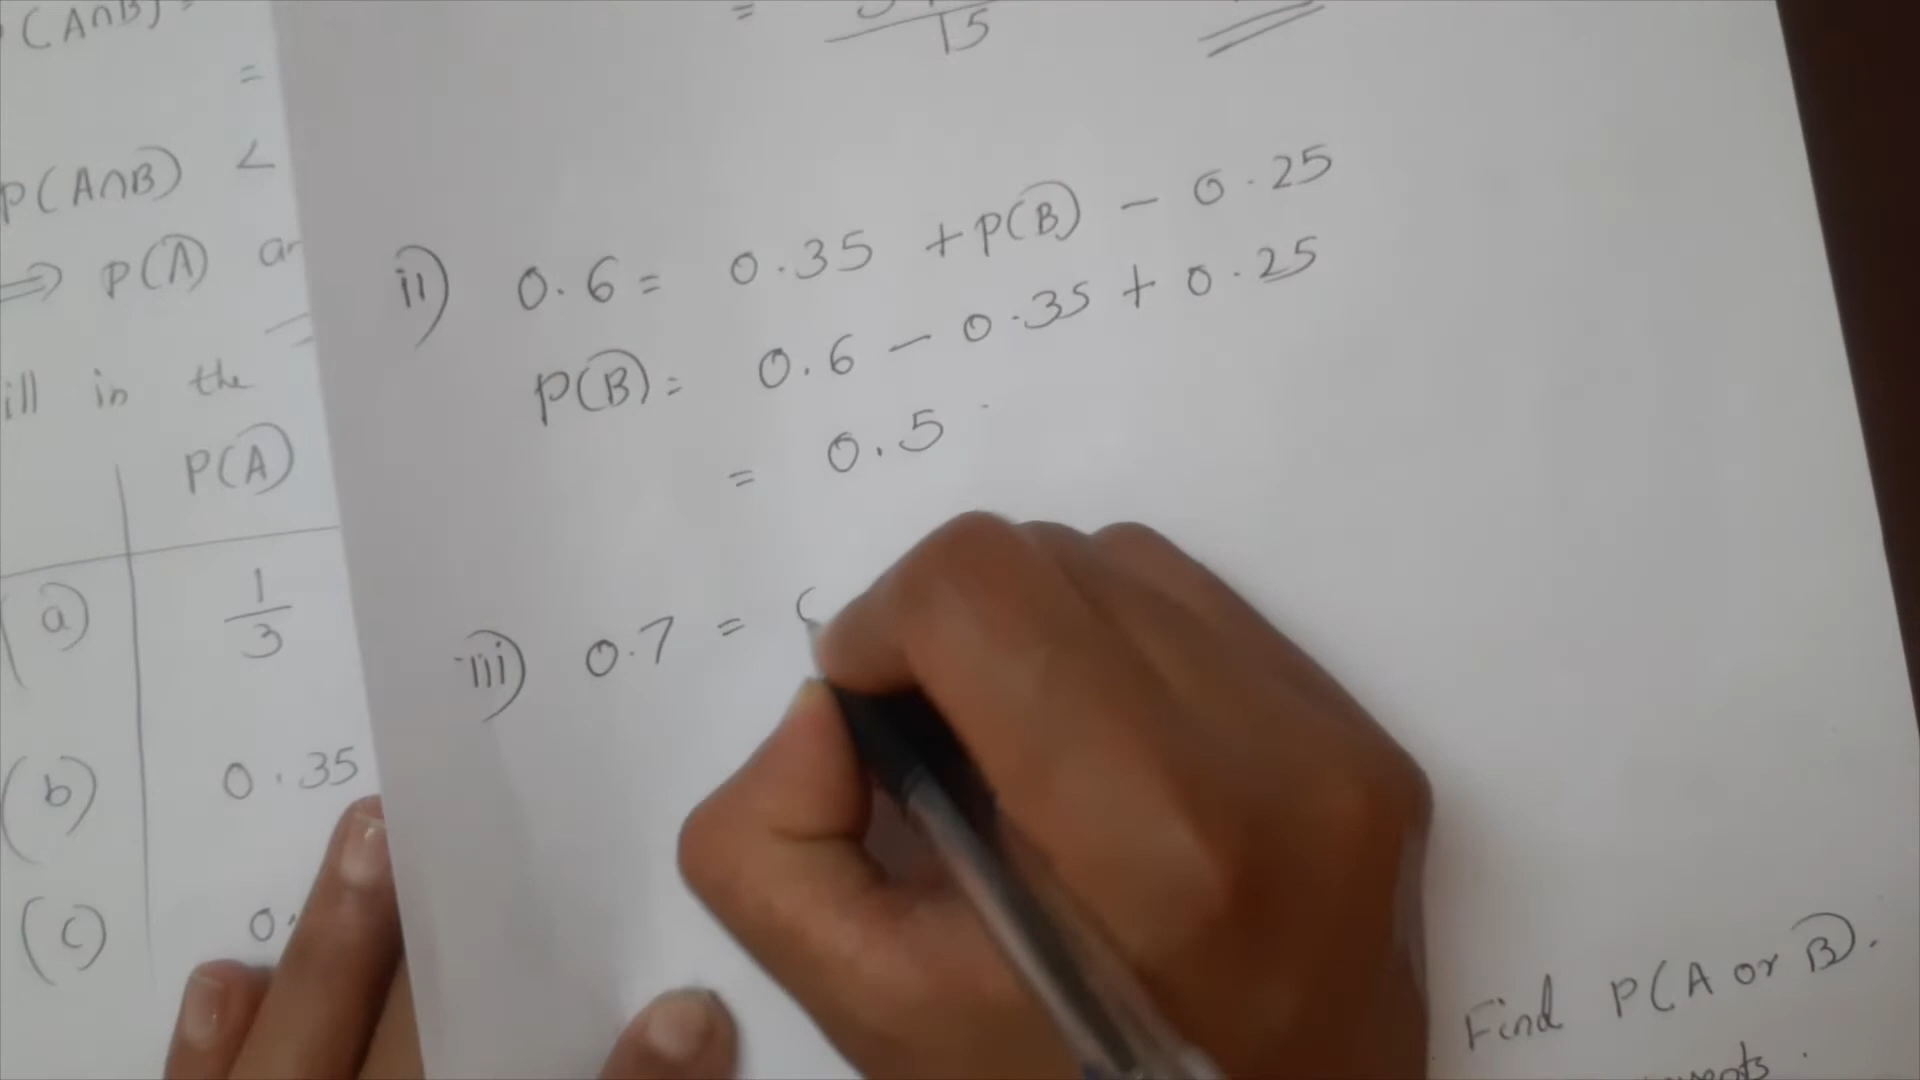 P(A∩B) =
=
P(A∩B) <
⇒ P(A) an
ill in the
P(A)
(a) 1/3
(b) 0.35
(c) 0.
= /15
ii) 0.6 = 0.35 + P(B) - 0.25
P(B) = 0.6 - 0.35 + 0.25
= 0.5
iii) 0.7 =
Find P(A or B).